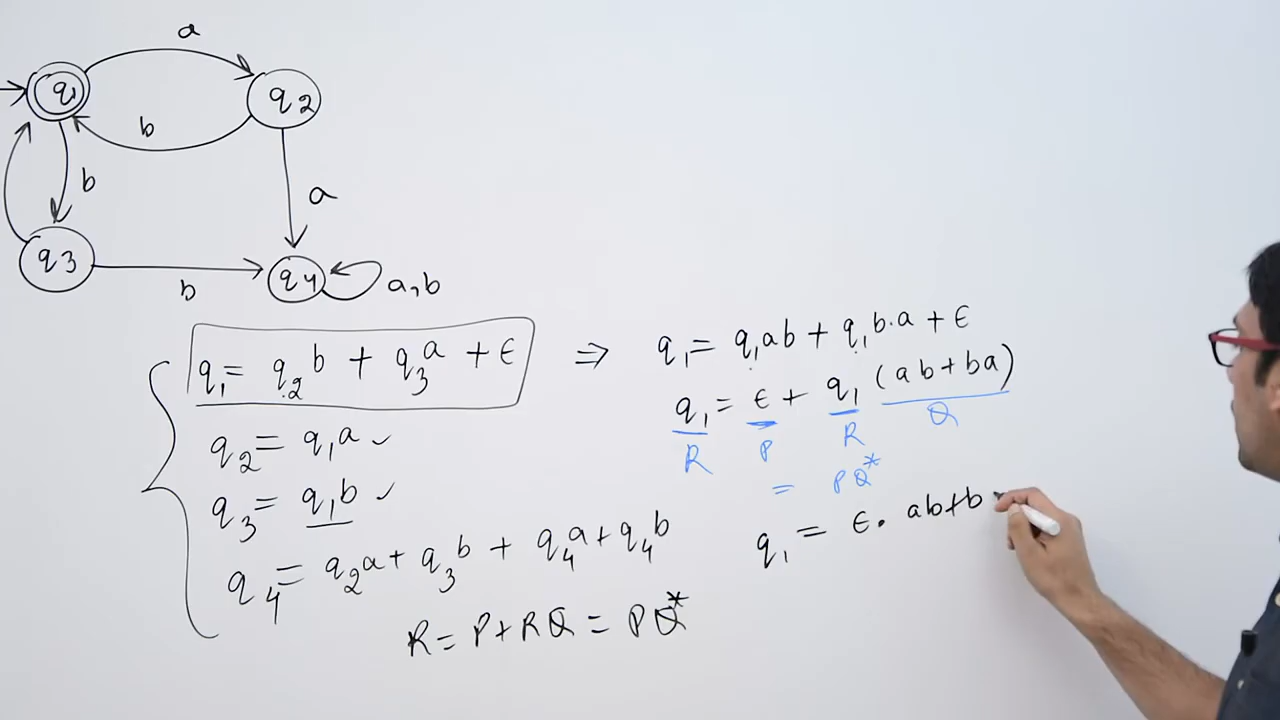 a
q1
q2
b
b
a
q3
b
q4
a,b
q1 = q2b + q3a + ϵ
q2 = q1a ✓
q3 = q1b ✓
q4 = q2a + q3b + q4a + q4b
R = P + RQ = PQ*
⇒ q1 = q1ab + q1b.a + ϵ
q1 = ϵ + q1 (ab + ba)
R P R Q
= PQ*
q1 = ϵ. ab+b